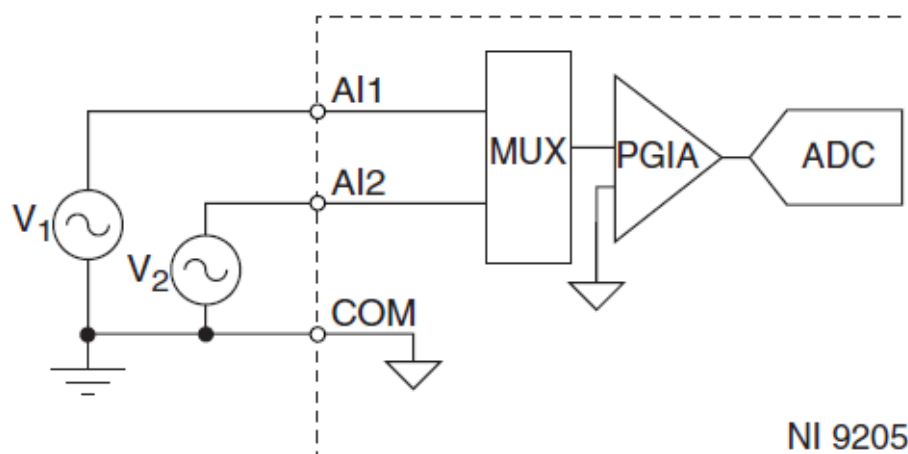 AI1
MUX
PGIA
ADC
AI2
V1
V2
COM
NI 9205